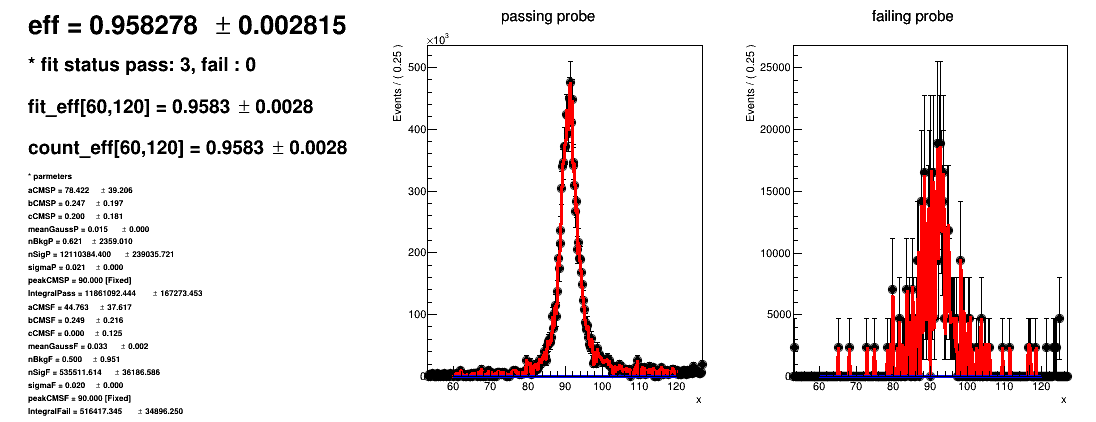 eff = 0.958278 ± 0.002815
* fit status pass: 3, fail : 0
fit_eff[60,120] = 0.9583 ± 0.0028
count_eff[60,120] = 0.9583 ± 0.0028
* parmeters
aCMSP = 78.422 ± 39.206
bCMSP = 0.247 ± 0.197
cCMSP = 0.200 ± 0.181
meanGaussP = 0.015 ± 0.000
nBkgP = 0.621 ± 2359.010
nSigP = 12110384.400 ± 239035.721
sigmaP = 0.021 ± 0.000
peakCMSP = 90.000 [Fixed]
IntegralPass = 11861092.444 ± 167273.453
aCMSF = 44.763 ± 37.617
bCMSF = 0.249 ± 0.216
cCMSF = 0.000 ± 0.125
meanGaussF = 0.033 ± 0.002
nBkgF = 0.500 ± 0.951
nSigF = 535511.614 ± 36186.586
sigmaF = 0.020 ± 0.000
peakCMSF = 90.000 [Fixed]
IntegralFail = 516417.345 ± 34896.250
passing probe
×10³
Events / ( 0.25 )
500
400
300
200
100
0
60 70 80 90 100 110 120
x
failing probe
Events / ( 0.25 )
25000
20000
15000
10000
5000
0
60 70 80 90 100 110 120
x